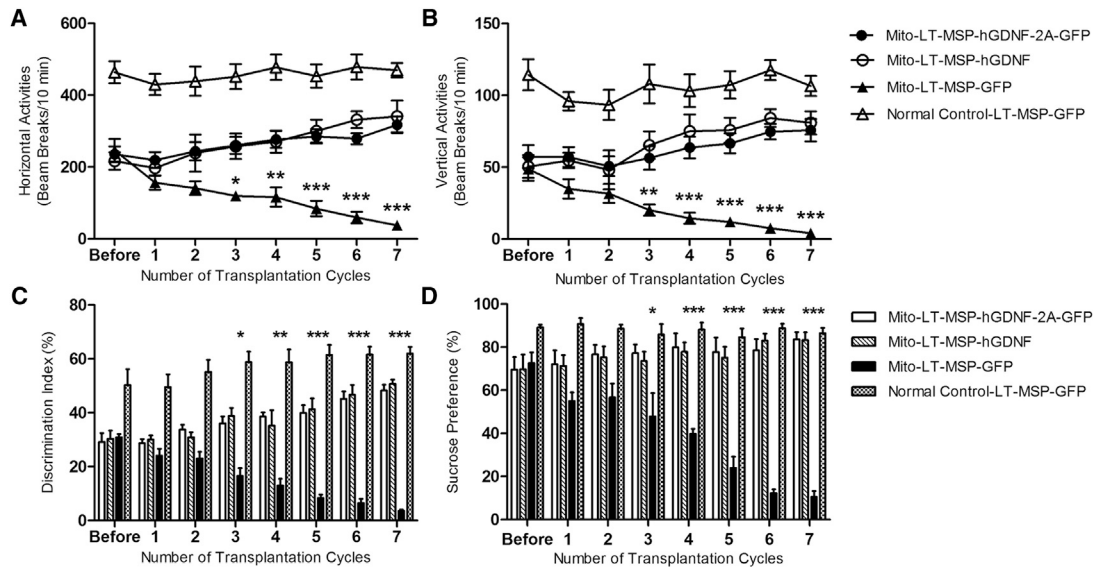 A
Horizontal Activities
(Beam Breaks/10 min)
600
400
200
0
* ** *** *** ***
Before 1 2 3 4 5 6 7
Number of Transplantation Cycles
B
Vertical Activities
(Beam Breaks/10 min)
150
100
50
0
** *** *** *** ***
Before 1 2 3 4 5 6 7
Number of Transplantation Cycles
Mito-LT-MSP-hGDNF-2A-GFP
Mito-LT-MSP-hGDNF
Mito-LT-MSP-GFP
Normal Control-LT-MSP-GFP
C
Discrimination Index (%)
80
60
40
20
0
* ** *** *** ***
Before 1 2 3 4 5 6 7
Number of Transplantation Cycles
D
Sucrose Preference (%)
100
80
60
40
20
0
* *** *** *** ***
Before 1 2 3 4 5 6 7
Number of Transplantation Cycles
Mito-LT-MSP-hGDNF-2A-GFP
Mito-LT-MSP-hGDNF
Mito-LT-MSP-GFP
Normal Control-LT-MSP-GFP